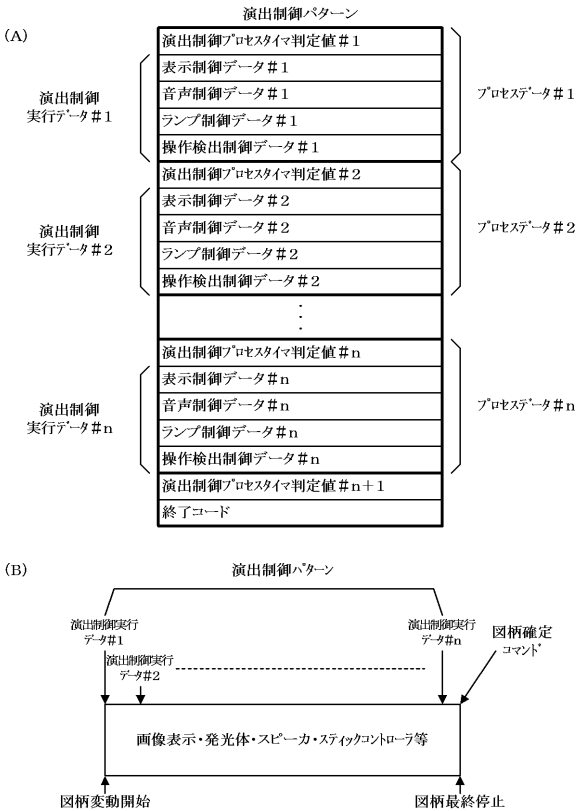 演出制御パターン
(A)
演出制御ﾌﾟﾛｾｽﾀｲﾏ判定値＃1
表示制御データ＃1
音声制御データ＃1
ランプ制御データ＃1
操作検出制御データ＃1
演出制御
実行ﾃﾞｰﾀ＃1
ﾌﾟﾛｾｽﾃﾞｰﾀ＃1
演出制御ﾌﾟﾛｾｽﾀｲﾏ判定値＃2
表示制御データ＃2
音声制御データ＃2
ランプ制御データ＃2
操作検出制御データ＃2
演出制御
実行ﾃﾞｰﾀ＃2
ﾌﾟﾛｾｽﾃﾞｰﾀ＃2
⋮
演出制御ﾌﾟﾛｾｽﾀｲﾏ判定値＃n
表示制御データ＃n
音声制御データ＃n
ランプ制御データ＃n
操作検出制御データ＃n
演出制御
実行ﾃﾞｰﾀ＃n
ﾌﾟﾛｾｽﾃﾞｰﾀ＃n
演出制御ﾌﾟﾛｾｽﾀｲﾏ判定値＃n＋1
終了コード
(B)
演出制御ﾊﾟﾀｰﾝ
演出制御実行
ﾃﾞｰﾀ＃1
演出制御実行
ﾃﾞｰﾀ＃2
演出制御実行
ﾃﾞｰﾀ＃n
図柄確定
ｺﾏﾝﾄﾞ
画像表示・発光体・スピーカ・ｽﾃｨｯｸｺﾝﾄﾛｰﾗ等
図柄変動開始
図柄最終停止